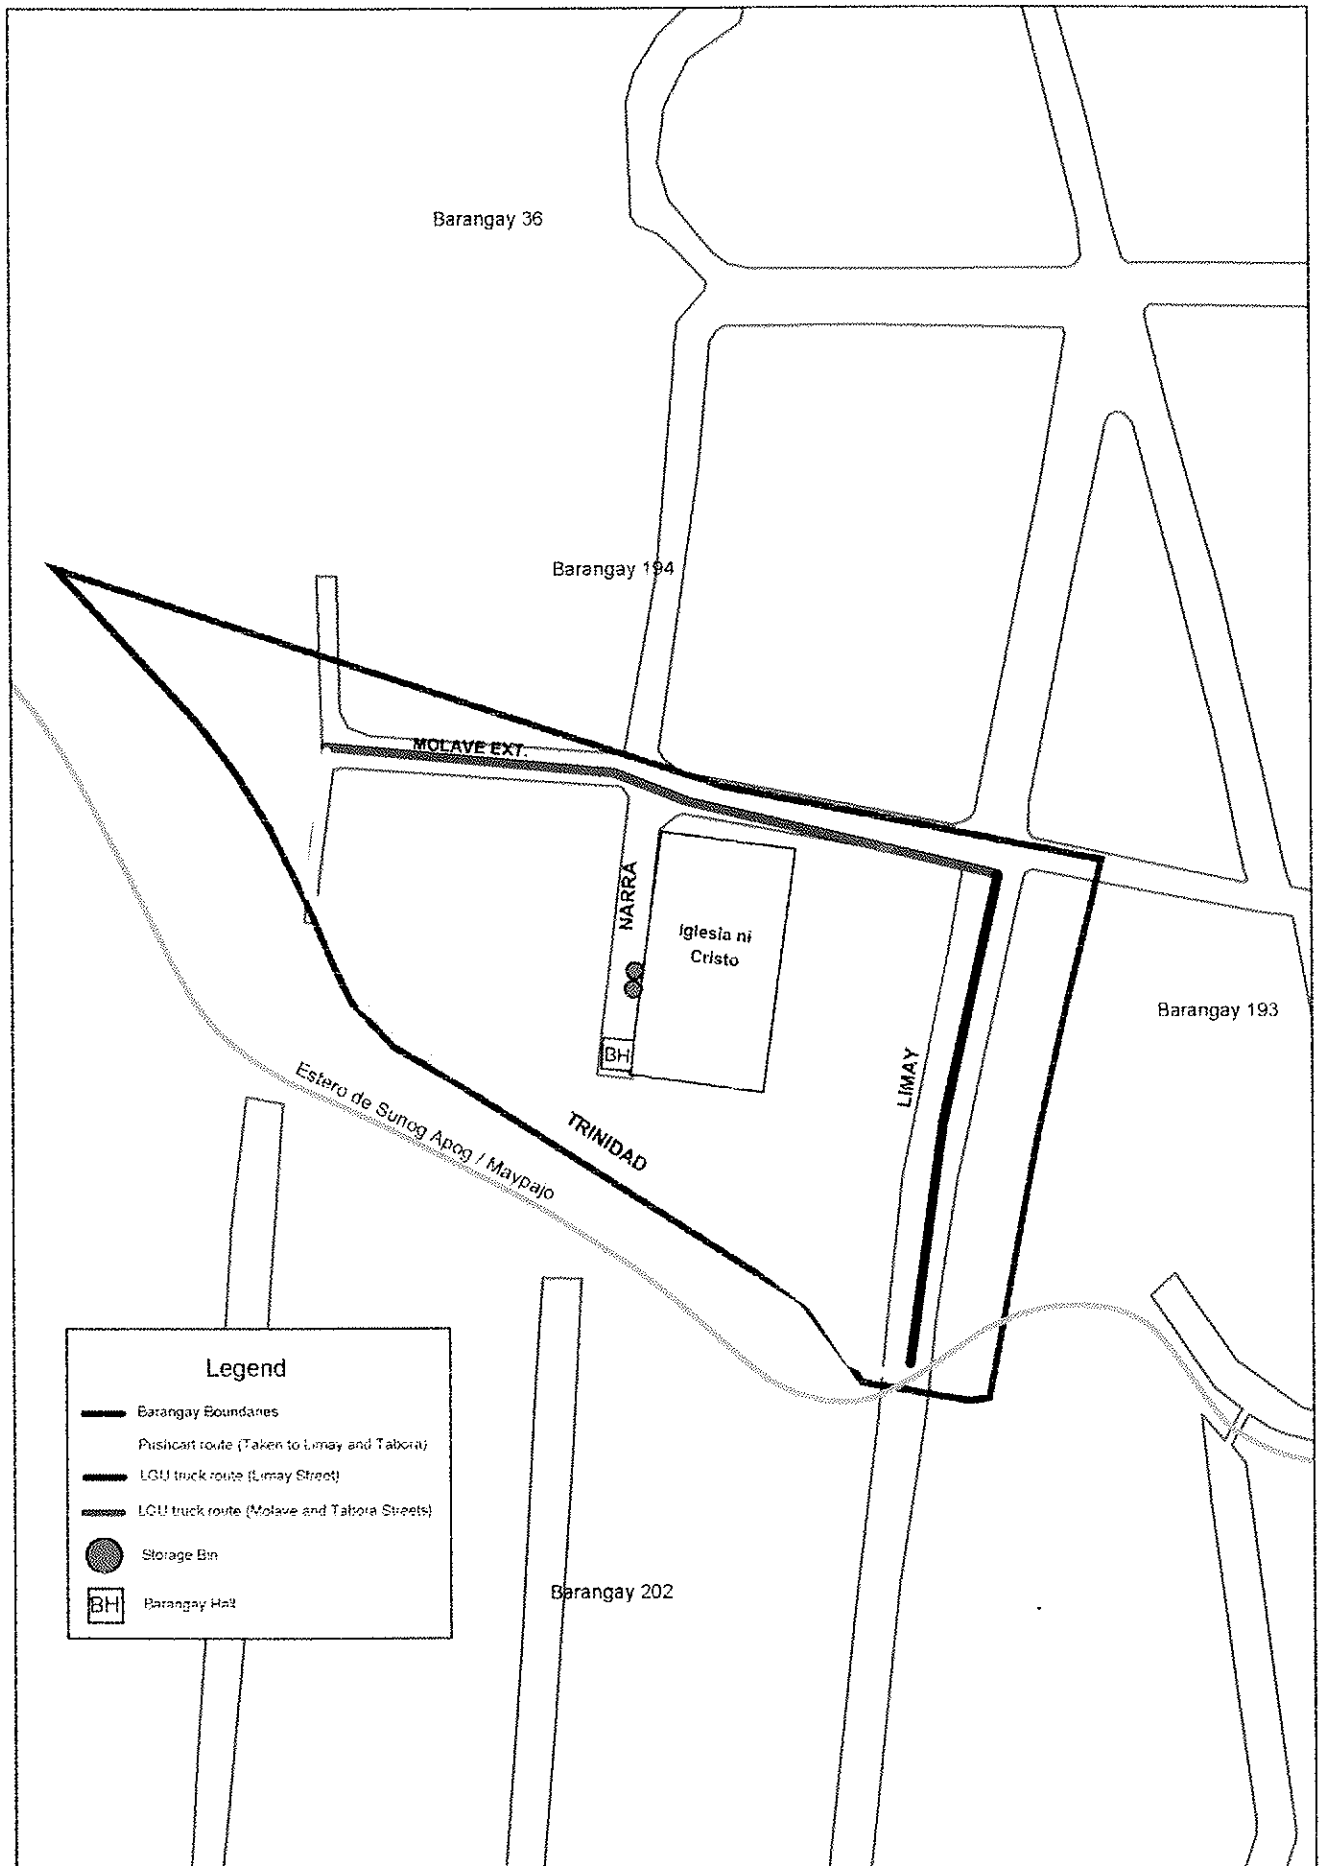 Barangay 36
Barangay 194
MOLAVE EXT.
NARRA
Iglesia ni
Cristo
Barangay 193
BH
LIMAY
Estero de Sunog Apog / Maypajo
TRINIDAD
Legend
Barangay Boundaries
Pushcart route (Taken to Limay and Tabora)
LGU truck route (Limay Street)
LGU truck route (Molave and Tabora Streets)
Storage Bin
BH Barangay Hall
Barangay 202